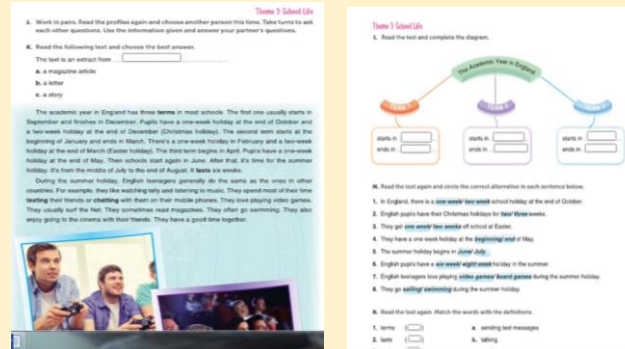 Theme 1: School Life
J. Work in pairs. Read the profiles again and choose another person this time. Take turns to ask
each other questions. Use the information given and answer your partner's questions.
K. Read the following text and choose the best answer.
The text is an extract from
a. a magazine article
b. a letter
c. a story
The academic year in England has three terms in most schools. The first one usually starts in
September and finishes in December. Pupils have a one-week holiday at the end of October and
a two-week holiday at the end of December (Christmas holiday). The second term starts at the
beginning of January and ends in March. There's a one-week holiday in February and a two-week
holiday at the end of March (Easter holiday). The third term begins in April. Pupils have a one-week
holiday at the end of May. Then schools start again in June. After that, it's time for the summer
holiday. It's from the middle of July to the end of August. It lasts six weeks.
During the summer holiday, English teenagers generally do the same as the ones in other
countries. For example, they like watching telly and listening to music. They spend most of their time
texting their friends or chatting with them on their mobile phones. They love playing video games.
They usually surf the Net. They sometimes read magazines. They often go swimming. They also
enjoy going to the cinema with their friends. They have a good time together.
Theme 1: School Life
L. Read the text and complete the diagram.
The Academic Year in England
TERM 1
TERM 2
starts in
ends in
starts in
ends in
starts in
ends in
M. Read the text again and circle the correct alternative in each sentence below.
1. In England, there is a one-week/ two-week school holiday at the end of October.
2. English pupils have their Christmas holidays for two/ three weeks.
3. They get one week/ two weeks off school at Easter.
4. They have a one-week holiday at the beginning/ end of May.
5. The summer holiday begins in June/ July.
6. English pupils have a six-week/ eight-week holiday in the summer.
7. English teenagers love playing video games/ board games during the summer holiday.
8. They go sailing/ swimming during the summer holiday.
N. Read the text again. Match the words with the definitions.
1. terms
a. sending text messages
2. lasts
b. talking